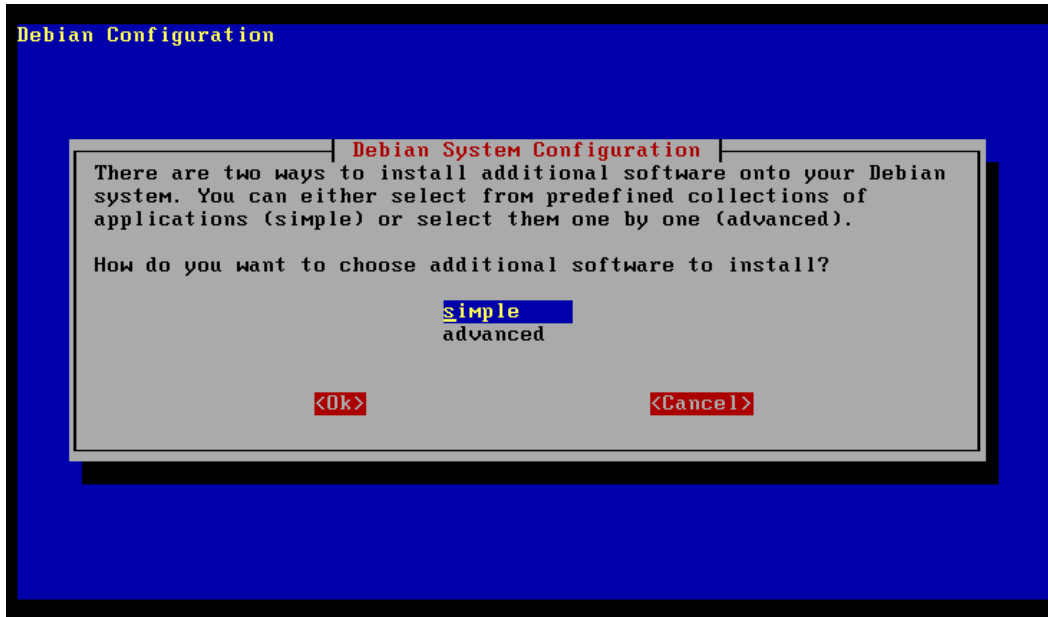 Debian Configuration
Debian System Configuration
There are two ways to install additional software onto your Debian
system. You can either select from predefined collections of
applications (simple) or select them one by one (advanced).
How do you want to choose additional software to install?
simple
advanced
<Ok> <Cancel>